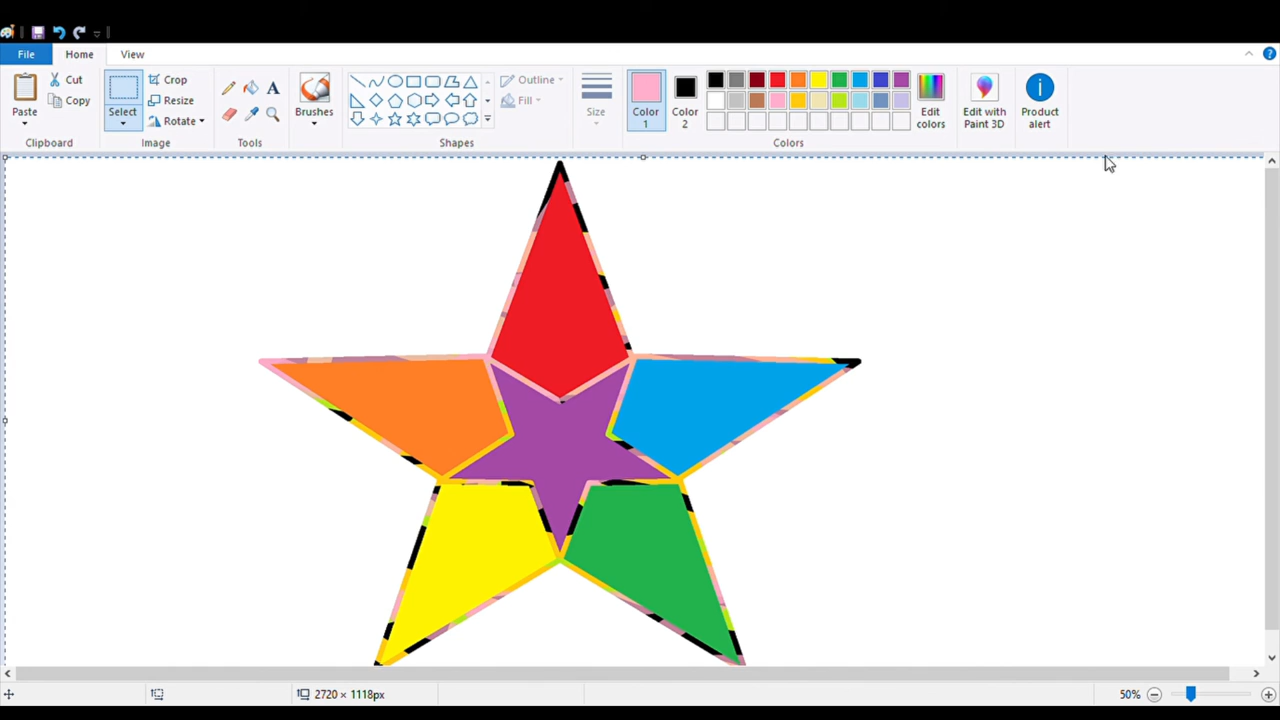 File Home View
Paste
Cut
Copy
Clipboard
Select
Crop
Resize
Rotate
Image
A
Tools
Brushes
Outline
Fill
Shapes
Size
Color 1
Color 2
Edit colors
Colors
Edit with Paint 3D
Product alert
2720 × 1118px
50%